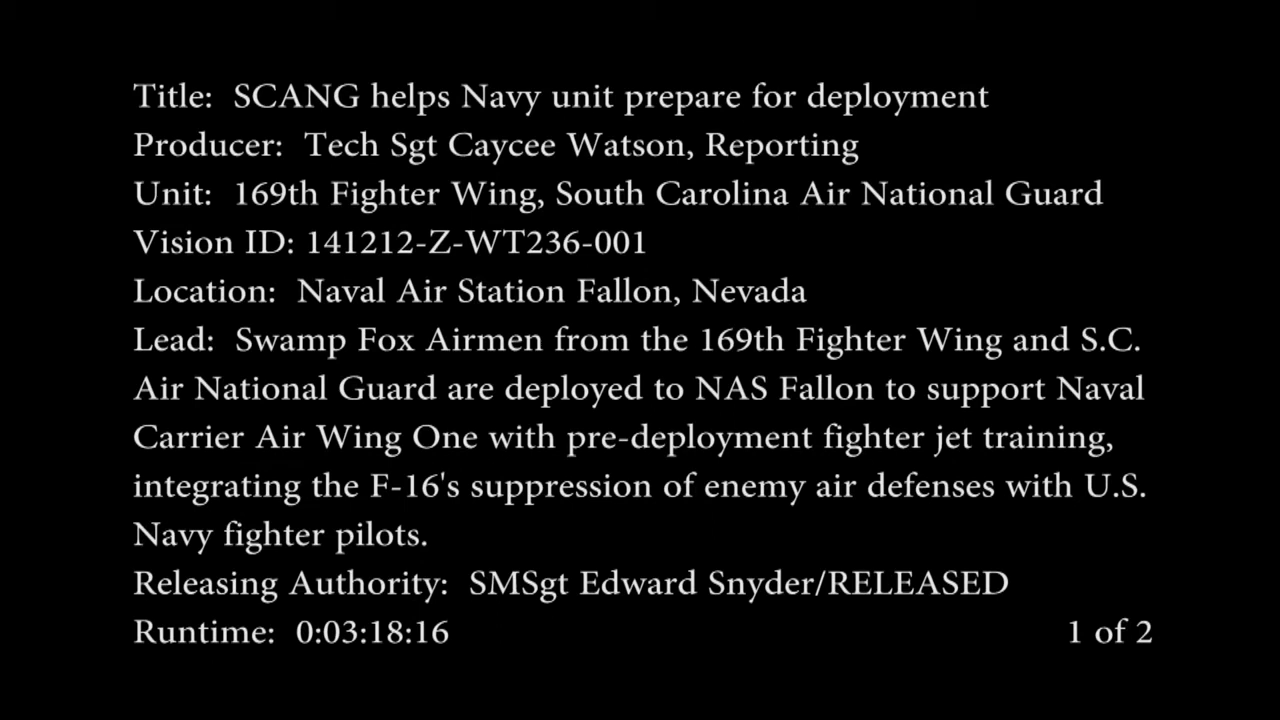 Title: SCANG helps Navy unit prepare for deployment
Producer: Tech Sgt Caycee Watson, Reporting
Unit: 169th Fighter Wing, South Carolina Air National Guard
Vision ID: 141212-Z-WT236-001
Location: Naval Air Station Fallon, Nevada
Lead: Swamp Fox Airmen from the 169th Fighter Wing and S.C.
Air National Guard are deployed to NAS Fallon to support Naval
Carrier Air Wing One with pre-deployment fighter jet training,
integrating the F-16's suppression of enemy air defenses with U.S.
Navy fighter pilots.
Releasing Authority: SMSgt Edward Snyder/RELEASED
Runtime: 0:03:18:16 1 of 2